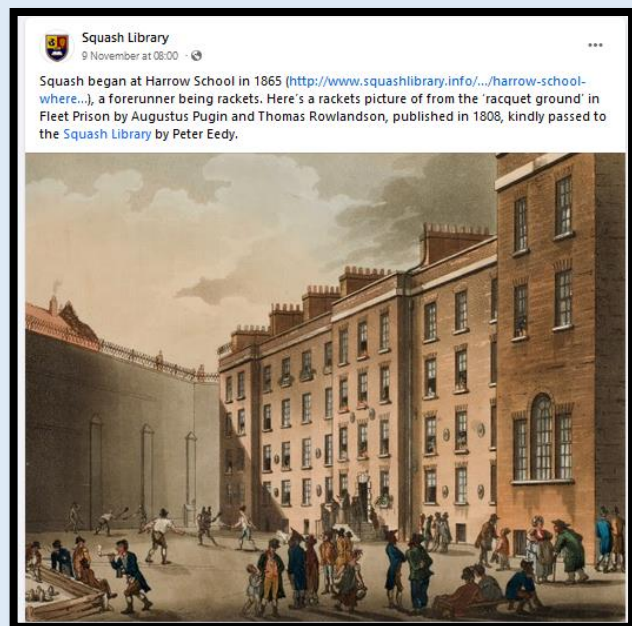 Squash Library
9 November at 08:00 ·
Squash began at Harrow School in 1865 (http://www.squashlibrary.info/.../harrow-school-
where...), a forerunner being rackets. Here's a rackets picture of from the 'racquet ground' in
Fleet Prison by Augustus Pugin and Thomas Rowlandson, published in 1808, kindly passed to
the Squash Library by Peter Eedy.